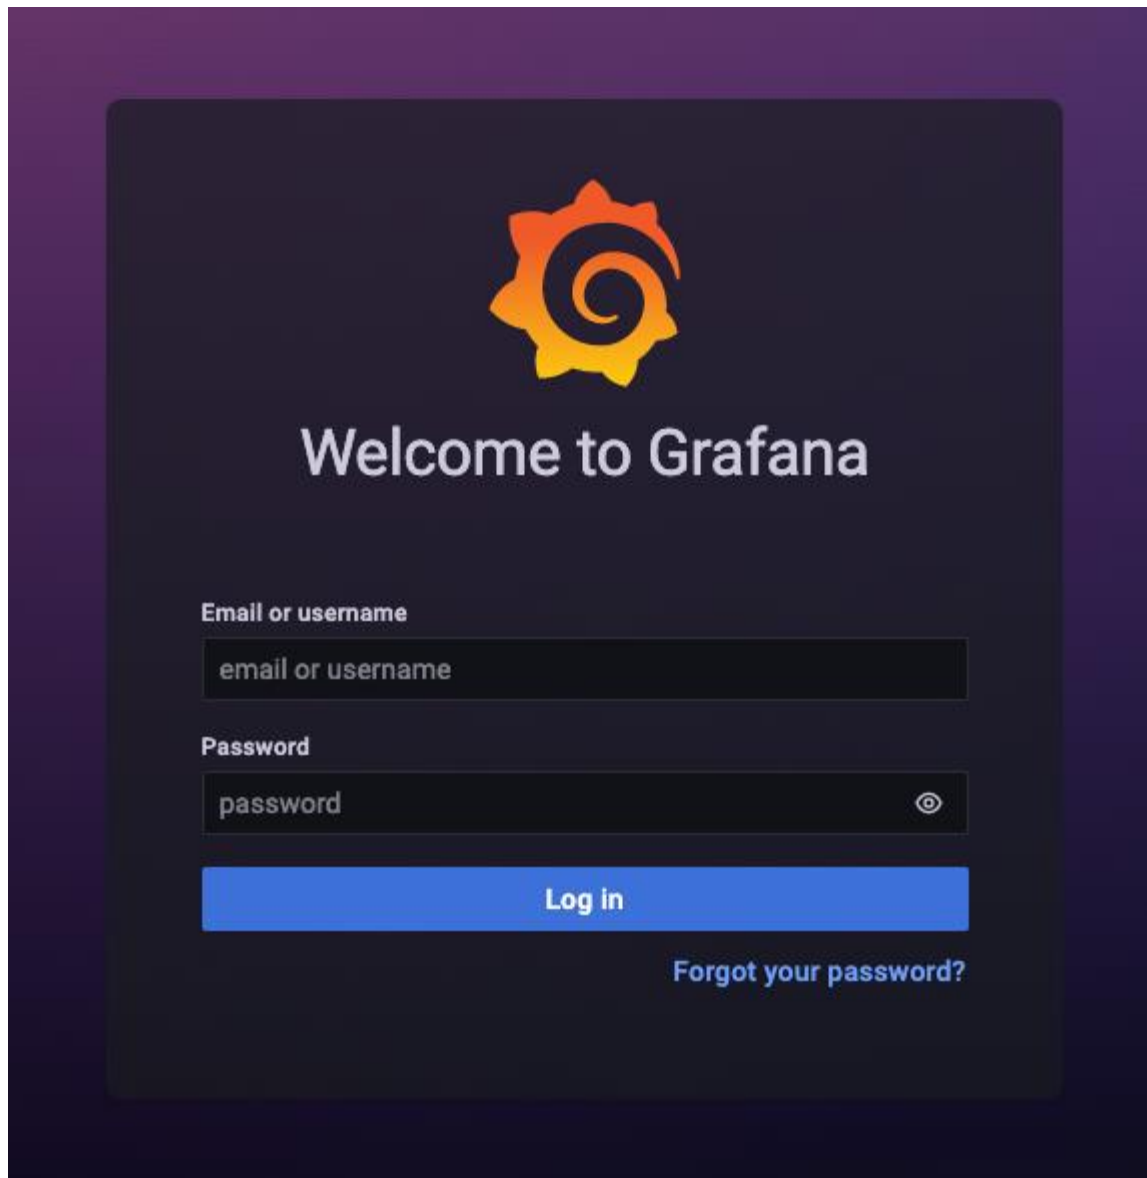 Welcome to Grafana
Email or username
email or username
Password
password
Log in
Forgot your password?